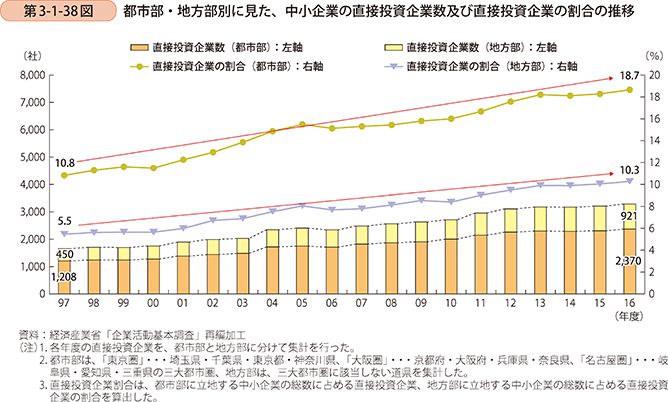 第3-1-38図 都市部・地方部別に見た、中小企業の直接投資企業数及び直接投資企業の割合の推移
直接投資企業数（都市部）：左軸 直接投資企業数（地方部）：左軸
直接投資企業の割合（都市部）：右軸 直接投資企業の割合（地方部）：右軸
（社） （%）
8,000 20
18.7
7,000 18
16
6,000
14
5,000
12
10.8
4,000 10.3 10
8
3,000
5.5 6
2,000
450 921 4
1,000
1,208 2,370 2
0 0
97 98 99 00 01 02 03 04 05 06 07 08 09 10 11 12 13 14 15 16
（年度）
資料：経済産業省「企業活動基本調査」再編加工
（注）1. 各年度の直接投資企業を、都市部と地方部に分けて集計を行った。
2. 都市部は、「東京圏」・・・埼玉県・千葉県・東京都・神奈川県、「大阪圏」・・・京都府・大阪府・兵庫県・奈良県、「名古屋圏」・・・岐
阜県・愛知県・三重県の三大都市圏、地方部は、三大都市圏に該当しない道県を集計した。
3. 直接投資企業割合は、都市部に立地する中小企業の総数に占める直接投資企業、地方部に立地する中小企業の総数に占める直接投資企
業の割合を算出した。